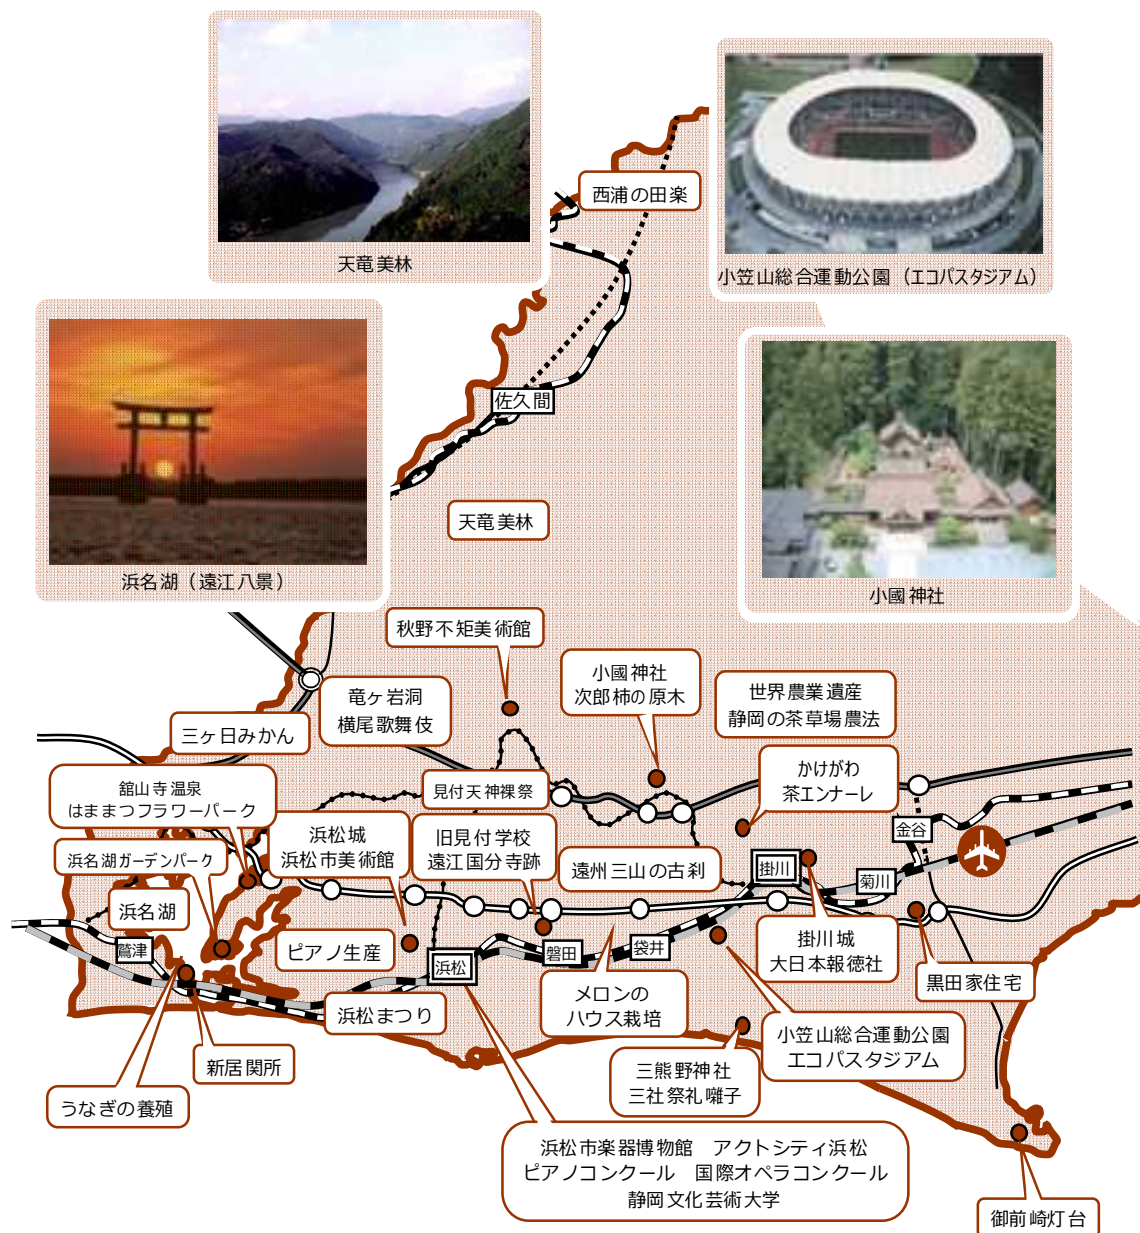 天竜美林
小笠山総合運動公園（エコパスタジアム）
西浦の田楽
佐久間
天竜美林
浜名湖（遠江八景）
小國神社
秋野不矩美術館
小國神社
次郎柿の原木
世界農業遺産
静岡の茶草場農法
竜ヶ岩洞
横尾歌舞伎
三ヶ日みかん
舘山寺温泉
はままつフラワーパーク
見付天神裸祭
かけがわ
茶エンナーレ
浜松城
浜松市美術館
旧見付学校
遠江国分寺跡
遠州三山の古刹
金谷
掛川
菊川
浜名湖ガーデンパーク
浜名湖
鷲津
ピアノ生産
浜松
磐田
袋井
掛川城
大日本報徳社
黒田家住宅
メロンの
ハウス栽培
浜松まつり
小笠山総合運動公園
エコパスタジアム
新居関所
三熊野神社
三社祭礼囃子
うなぎの養殖
浜松市楽器博物館　アクトシティ浜松
ピアノコンクール　国際オペラコンクール
静岡文化芸術大学
御前崎灯台